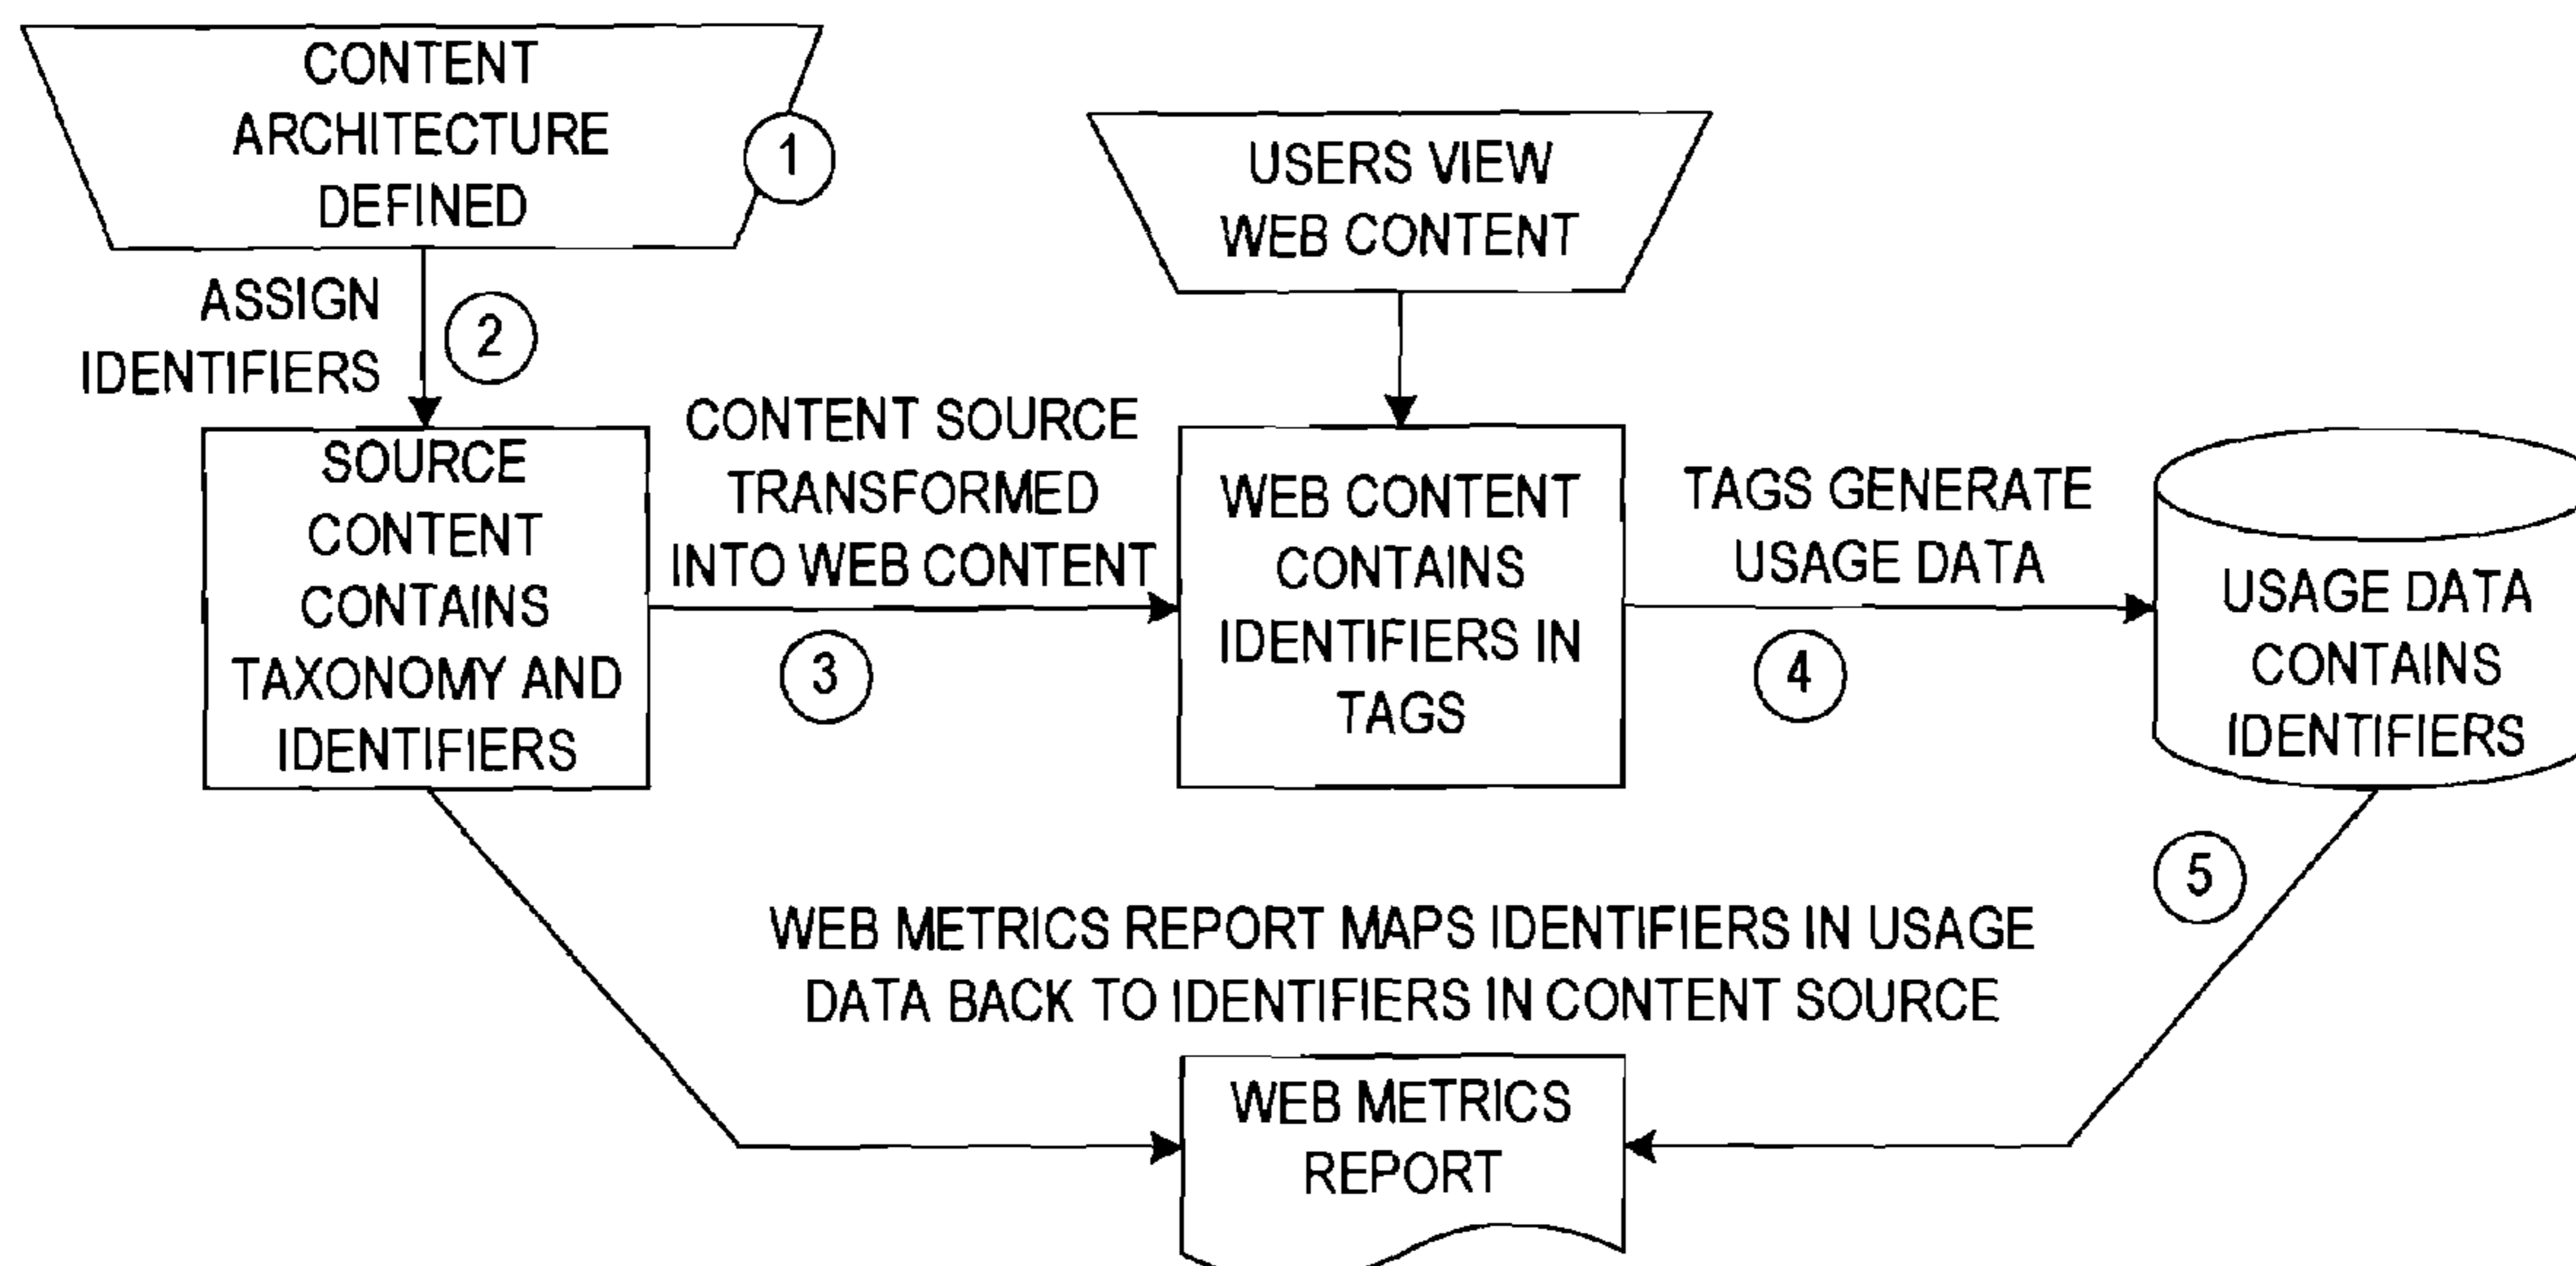 CONTENT
ARCHITECTURE
DEFINED
1
ASSIGN
IDENTIFIERS
2
SOURCE
CONTENT
CONTAINS
TAXONOMY AND
IDENTIFIERS
CONTENT SOURCE
TRANSFORMED
INTO WEB CONTENT
3
USERS VIEW
WEB CONTENT
WEB CONTENT
CONTAINS
IDENTIFIERS IN
TAGS
TAGS GENERATE
USAGE DATA
4
USAGE DATA
CONTAINS
IDENTIFIERS
5
WEB METRICS REPORT MAPS IDENTIFIERS IN USAGE
DATA BACK TO IDENTIFIERS IN CONTENT SOURCE
WEB METRICS
REPORT